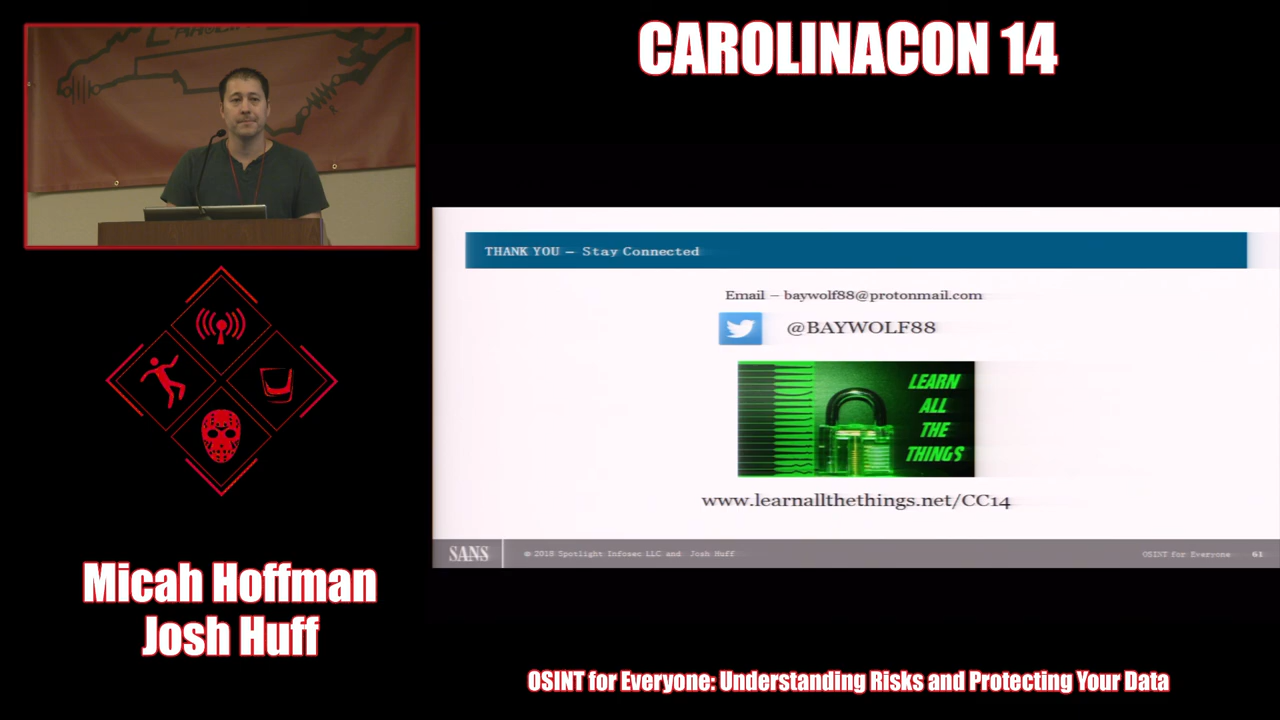 CAROLINACON 14
THANK YOU – Stay Connected
Email – baywolf88@protonmail.com
@BAYWOLF88
LEARN
ALL
THE
THINGS
www.learnallthethings.net/CC14
SANS
© 2018 Spotlight Infosec LLC and Josh Huff
OSINT for Everyone 61
Micah Hoffman
Josh Huff
OSINT for Everyone: Understanding Risks and Protecting Your Data